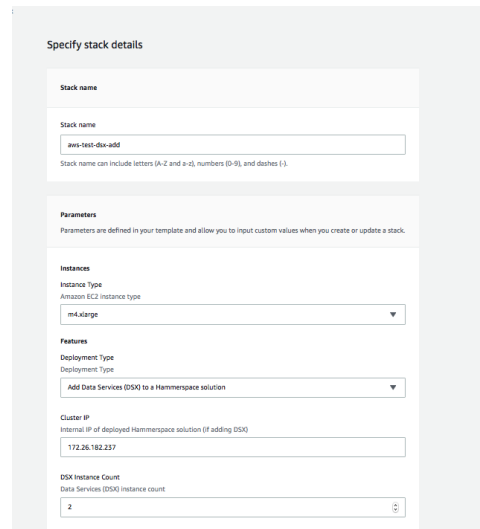 Specify stack details
Stack name
Stack name
aws-test-dsx-add
Stack name can include letters (A-Z and a-z), numbers (0-9), and dashes (-).
Parameters
Parameters are defined in your template and allow you to input custom values when you create or update a stack.
Instances
Instance Type
Amazon EC2 instance type
m4.xlarge
Features
Deployment Type
Deployment Type
Add Data Services (DSX) to a Hammerspace solution
Cluster IP
Internal IP of deployed Hammerspace solution (if adding DSX)
172.26.182.237
DSX Instance Count
Data Services (DSX) instance count
2